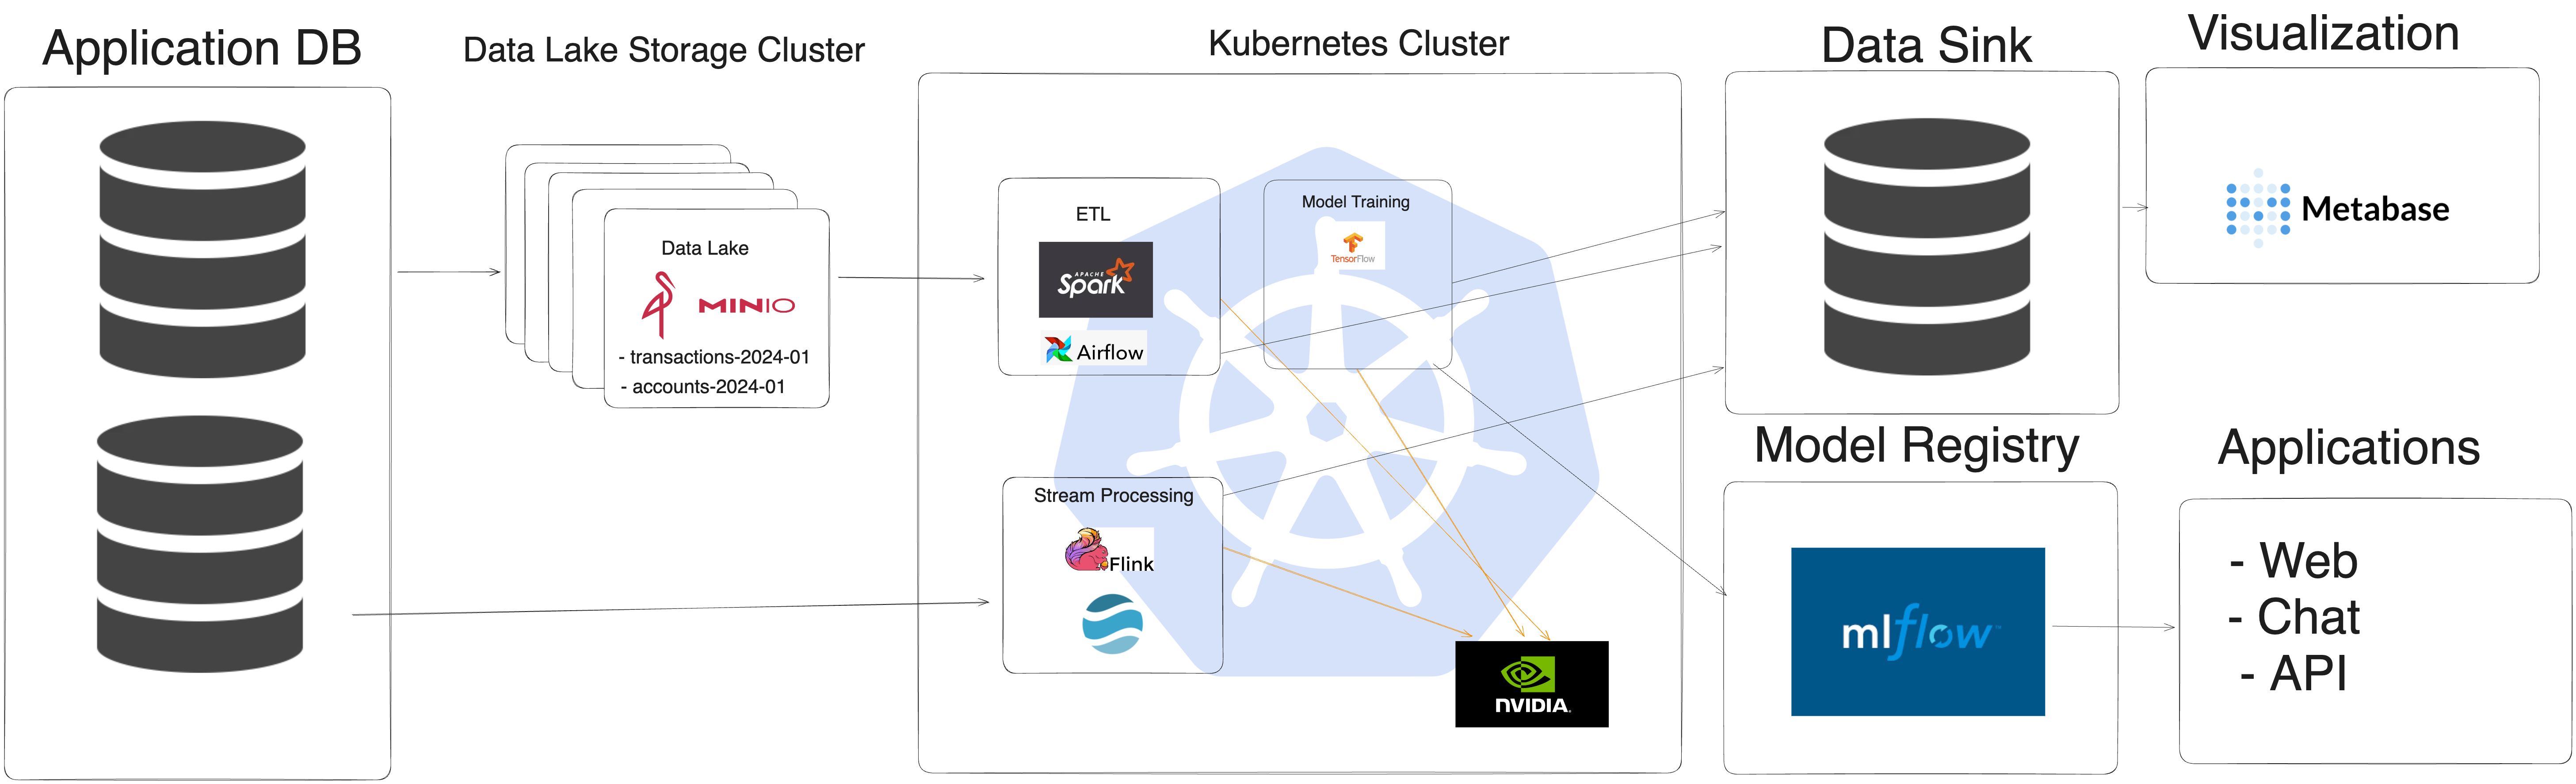 Application DB
Data Lake Storage Cluster
Data Lake
MINIO
- transactions-2024-01
- accounts-2024-01
Kubernetes Cluster
ETL
APACHE
Spark
Airflow
Model Training
TensorFlow
Stream Processing
Flink
NVIDIA.
Data Sink
Visualization
Metabase
Model Registry
mlflow™
Applications
- Web
- Chat
- API